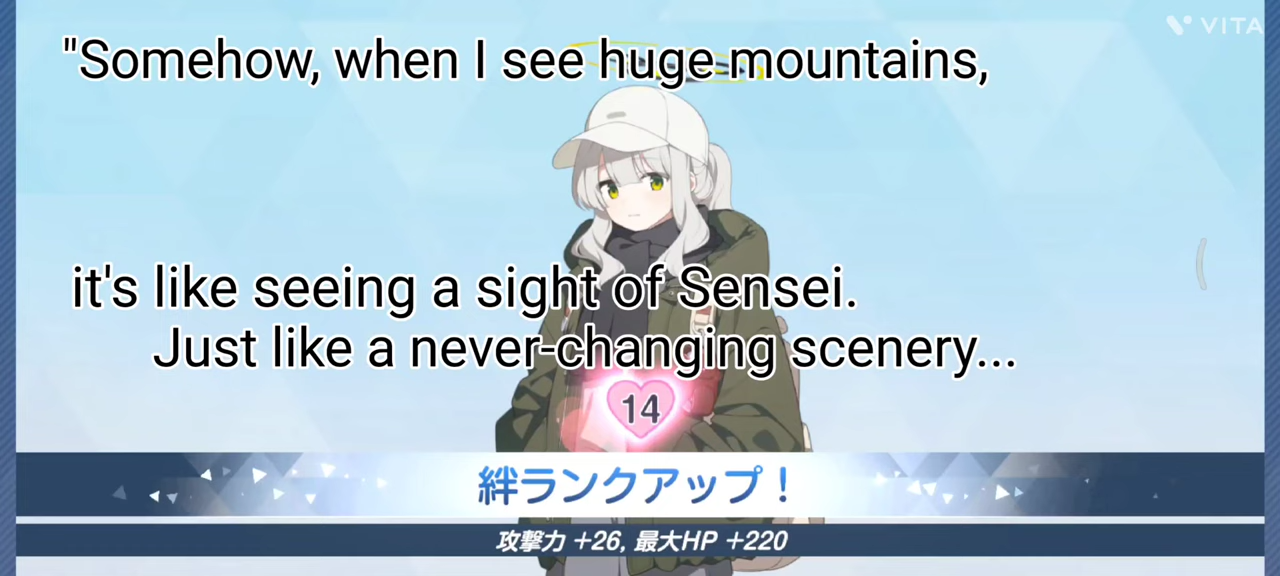 VITA
"Somehow, when I see huge mountains,
it's like seeing a sight of Sensei.
Just like a never-changing scenery...
14
絆ランクアップ！
攻撃力 +26, 最大HP +220